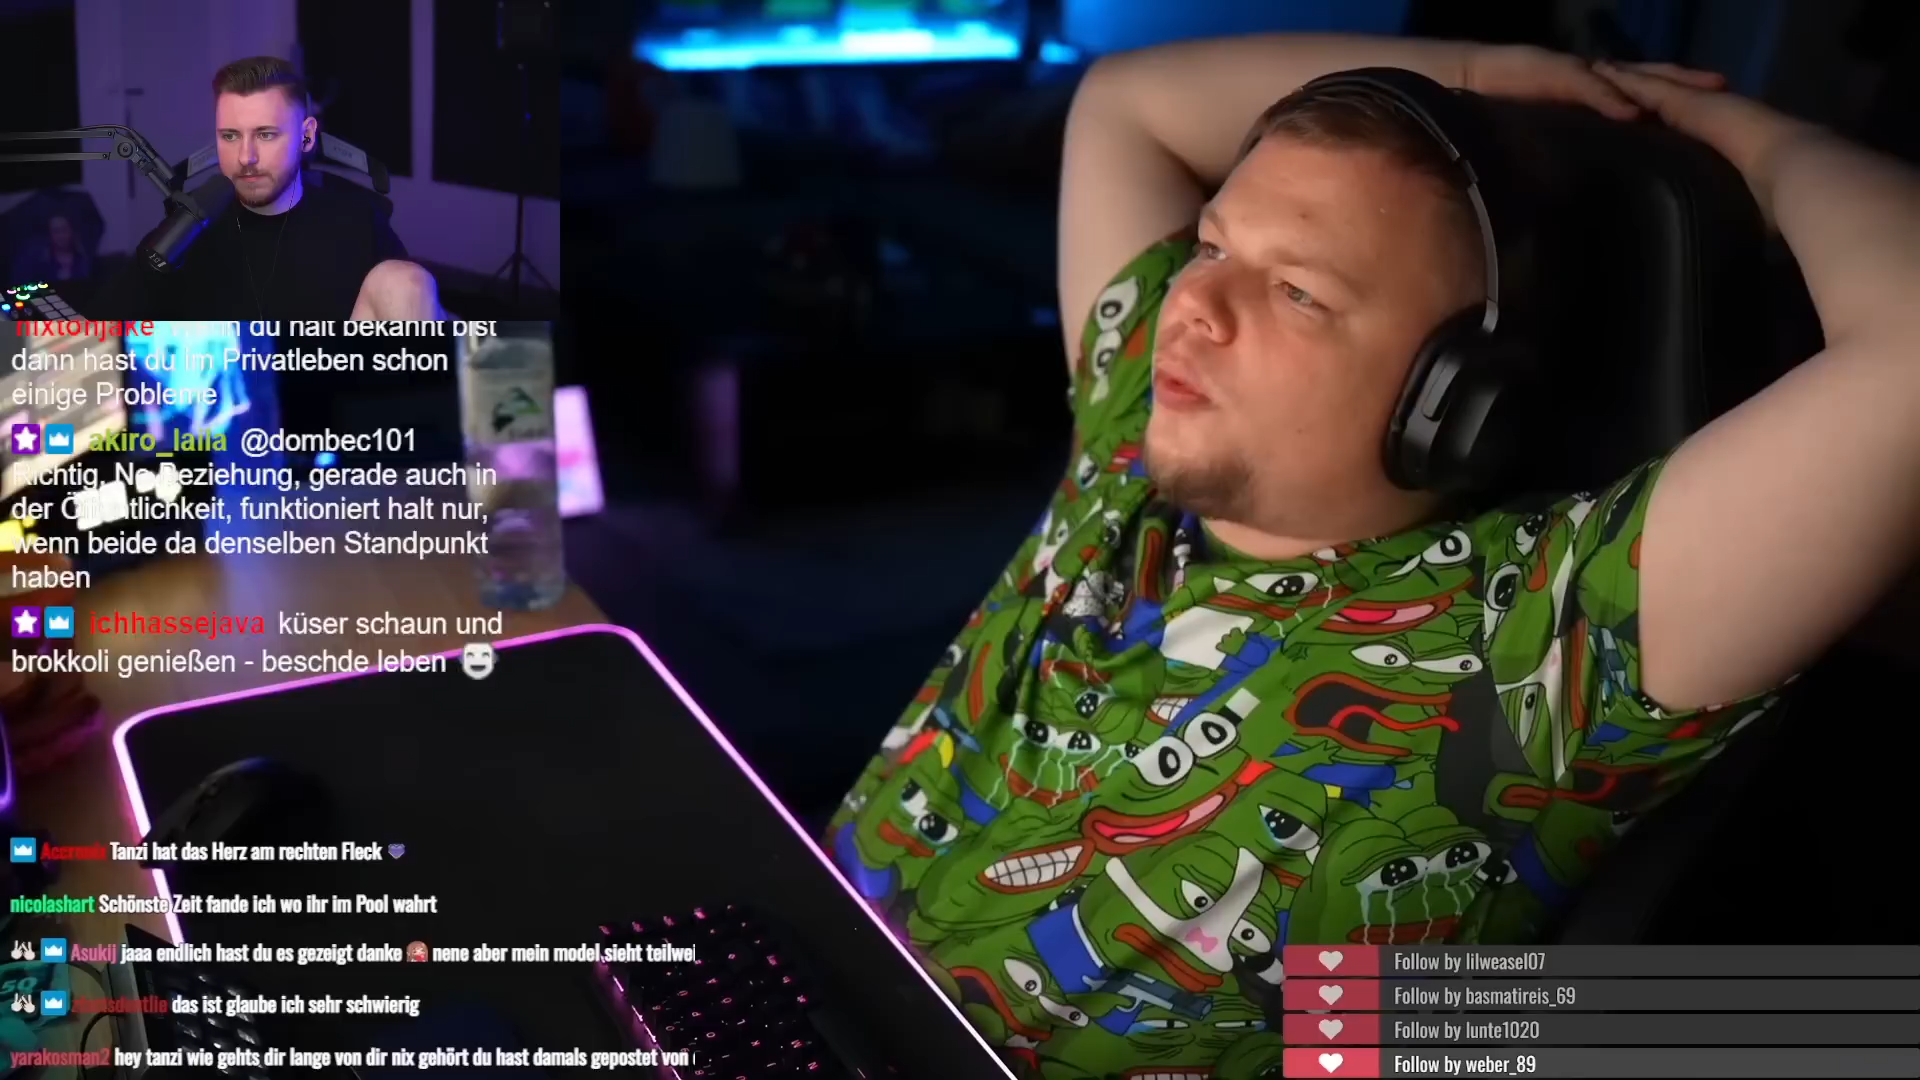 nixtonjake du halt bekannt bist
dann hast du im Privatleben schon
einige Probleme
akiro_laila @dombec101
Richtig. Ne Beziehung, gerade auch in
der Öffentlichkeit, funktioniert halt nur,
wenn beide da denselben Standpunkt
haben
ichhassejava küser schaun und
brokkoli genießen - beschde leben
Tanzi hat das Herz am rechten Fleck
nicolashart Schönste Zeit fande ich wo ihr im Pool wahrt
Asukij jaaa endlich hast du es gezeigt danke nene aber mein model sieht teilwei
das ist glaube ich sehr schwierig
yarakosman2 hey tanzi wie gehts dir lange von dir nix gehört du hast damals gepostet von
Follow by lilweasel07
Follow by basmatireis_69
Follow by lunte1020
Follow by weber_89